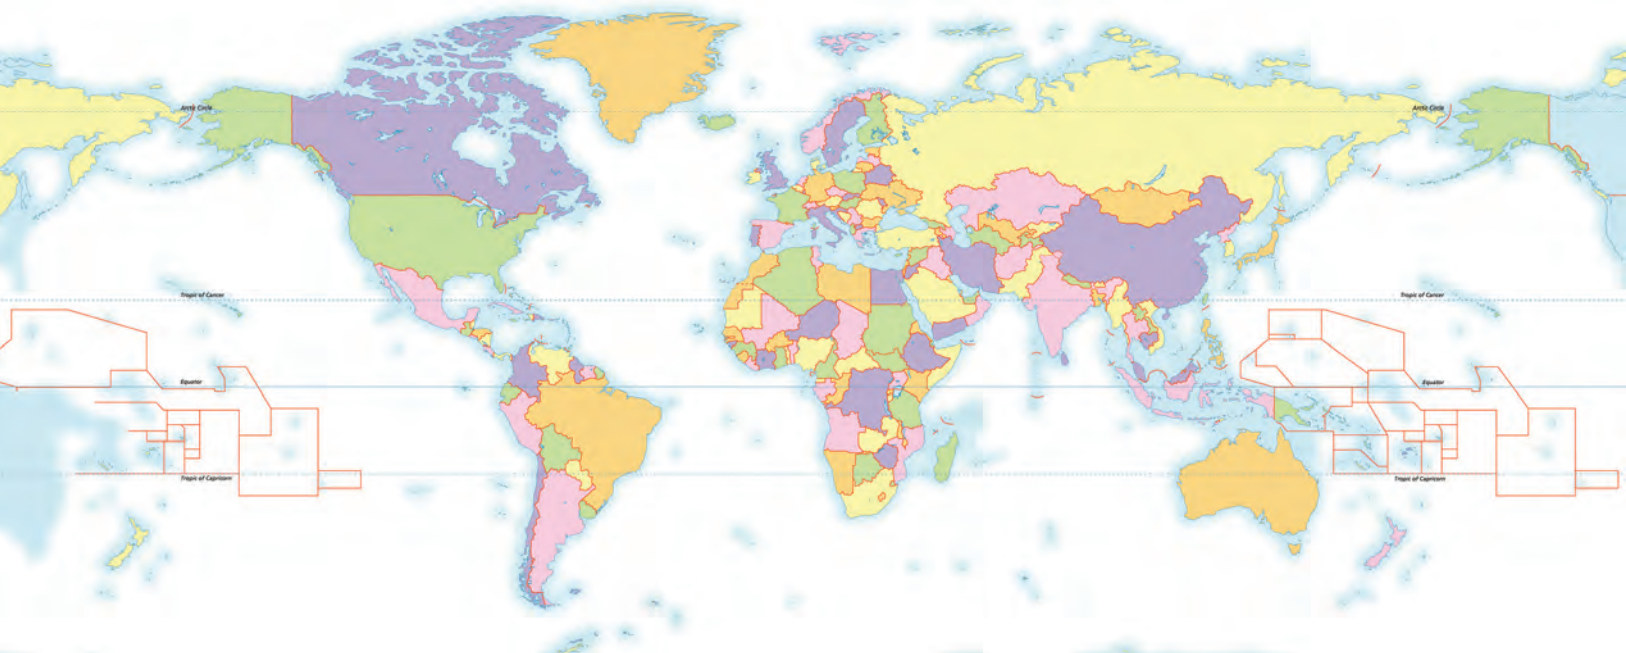 Arctic Circle
Arctic Circle
Tropic of Cancer
Tropic of Cancer
Equator
Equator
Tropic of Capricorn
Tropic of Capricorn